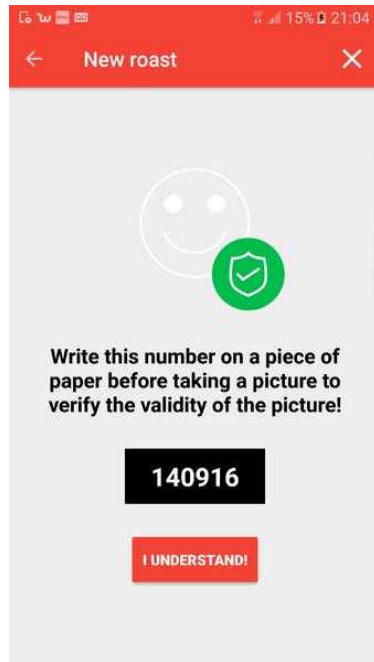 15% 21:04
New roast
Write this number on a piece of
paper before taking a picture to
verify the validity of the picture!
140916
I UNDERSTAND!